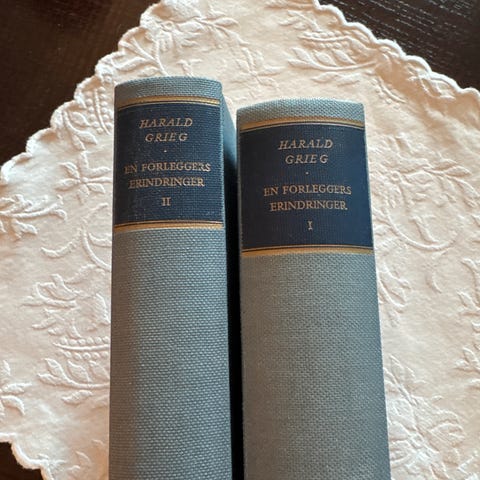 HARALD
GRIEG
EN FORLEGGERS
ERINDRINGER
II
HARALD
GRIEG
EN FORLEGGERS
ERINDRINGER
I